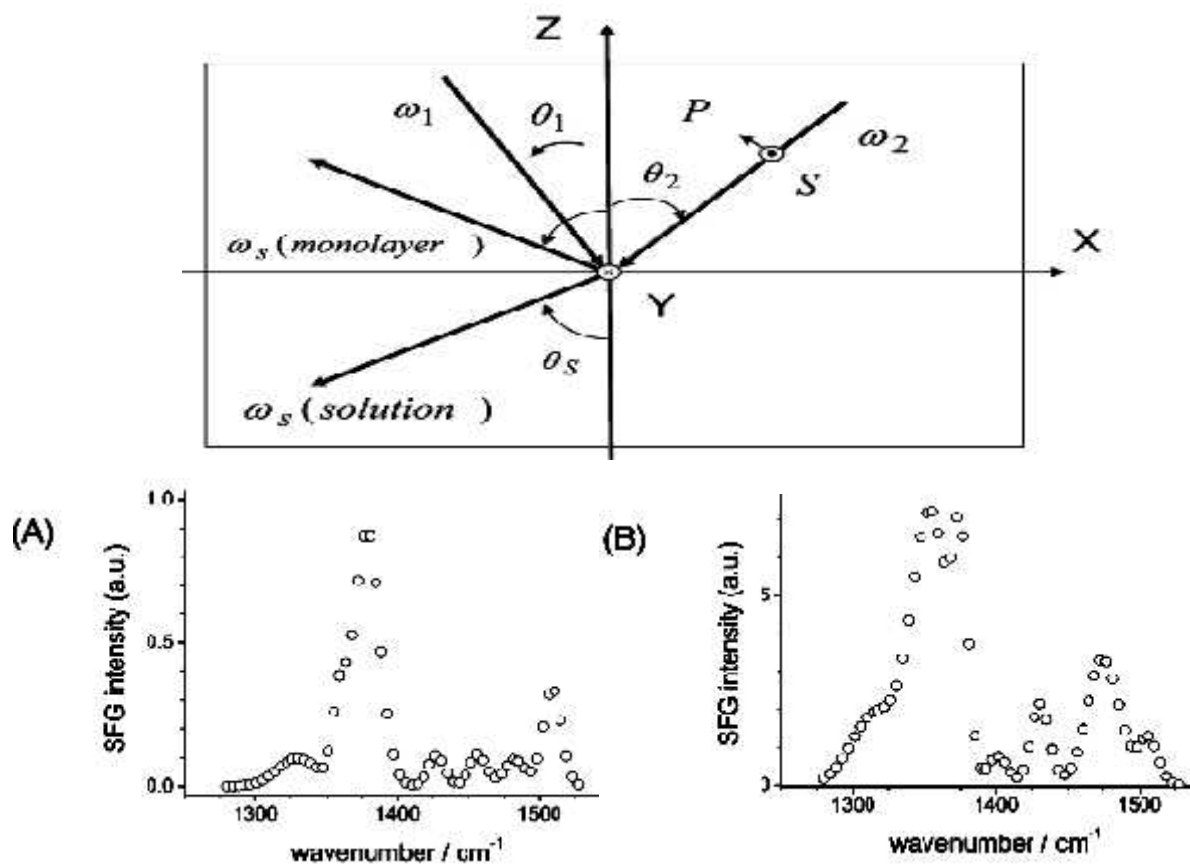 Z
ω1
θ1
P
ω2
θ2
S
X
ωs (monolayer )
Y
θS
ωs (solution )
(A)
SFG intensity (a.u.)
1.0
0.5
0.0
1300
1400
1500
wavenumber / cm-1
(B)
SFG intensity (a.u.)
5
0
1300
1400
1500
wavenumber / cm-1